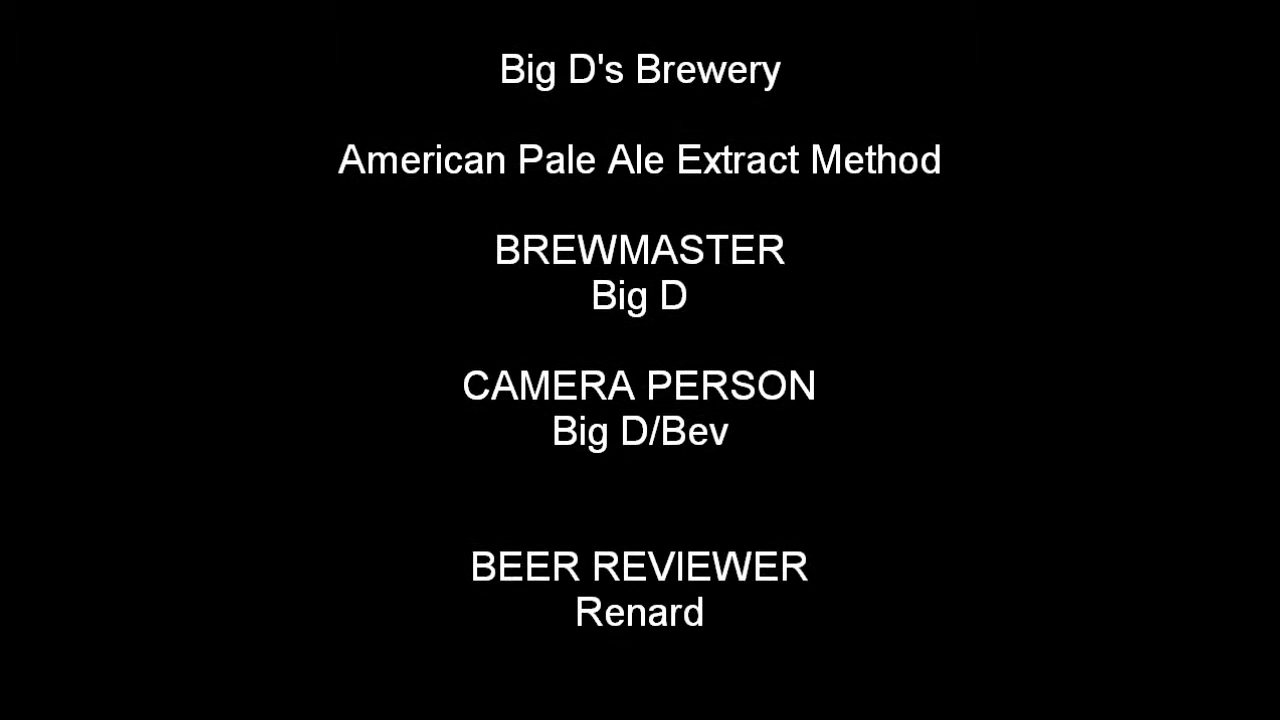 Big D's Brewery
American Pale Ale Extract Method
BREWMASTER
Big D
CAMERA PERSON
Big D/Bev
BEER REVIEWER
Renard